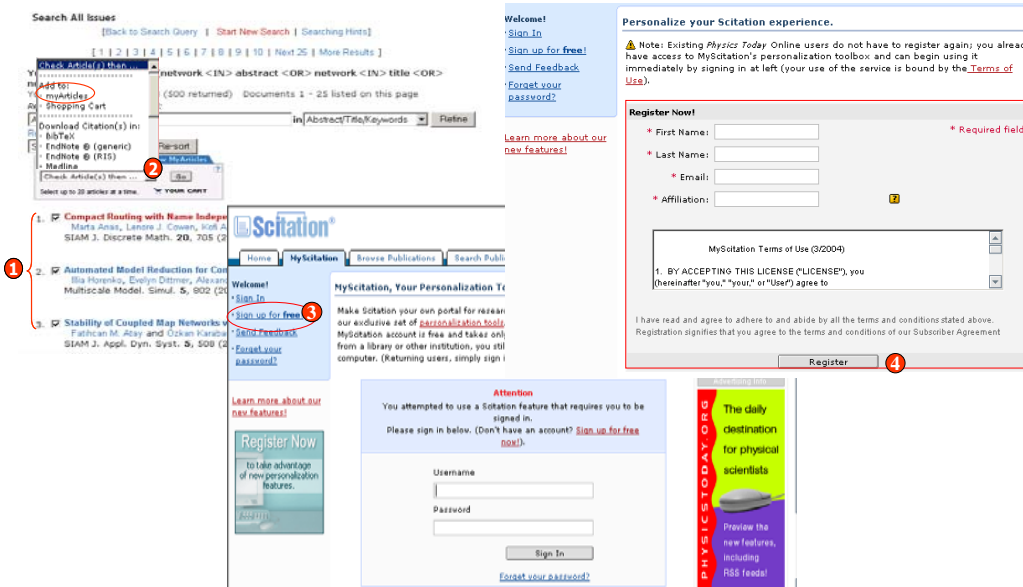 Search All Issues
[Back to Search Query | Start New Search | Searching Hints]
[ 1 | 2 | 3 | 4 | 5 | 6 | 7 | 8 | 9 | 10 | Next 25 | More Results ]
Check Article(s) then ...
network <IN> abstract <OR> network <IN> title <OR>
Add to:
- myArticles
(500 returned) Documents 1 - 25 listed on this page
- Shopping Cart
in Abstract/Title/Keywords Refine
Download Citation(s) in:
- BibTeX
- EndNote ® (generic)
Re-sort
- EndNote ® (RIS)
- Medline
MyArticles
2
Check Article(s) then ... Go
?
Select up to 20 articles at a time.
YOUR CART
1
1. Compact Routing with Name Indepe
Marta Arias, Lenore J. Cowen, Kofi A
SIAM J. Discrete Math. 20, 705 (2
2. Automated Model Reduction for Com
Illia Horenko, Evelyn Dittmer, Alexan
Multiscale Model. Simul. 5, 802 (20
3. Stability of Coupled Map Networks w
Fatihcan M. Atay and Ozkan Karaba
SIAM J. Appl. Dyn. Syst. 5, 508 (2
Scitation®
Home MyScitation Browse Publications Search Publi
Welcome!
· Sign In
· Sign up for free
3
· Send Feedback
· Forget your
password?
Learn more about our
new features!
Register Now
to take advantage
of new personalization
features.
MyScitation, Your Personalization To
Make Scitation your own portal for resear
our exclusive set of personalization tools.
MyScitation account is free and takes only
from a library or other institution, you stil
computer. (Returning users, simply sign i
Attention
You attempted to use a Scitation feature that requires you to be
signed in.
Please sign in below. (Don't have an account? Sign up for free
now!).
Username
Password
Sign In
Forget your password?
Welcome!
· Sign In
· Sign up for free!
· Send Feedback
· Forget your
password?
Learn more about our
new features!
Personalize your Scitation experience.
Note: Existing Physics Today Online users do not have to register again; you alread
have access to MyScitation's personalization toolbox and can begin using it
immediately by signing in at left (your use of the service is bound by the Terms of
Use).
Register Now!
* First Name:
* Required field
* Last Name:
* Email:
* Affiliation:
?
MyScitation Terms of Use (3/2004)
1. BY ACCEPTING THIS LICENSE ("LICENSE"), you
(hereinafter "you," "your," or "User") agree to
I have read and agree to adhere to and abide by all the terms and conditions stated above.
Registration signifies that you agree to the terms and conditions of our Subscriber Agreement
Register
4
Advertising Info
PHYSICSTODAY.ORG
The daily
destination
for physical
scientists
Preview the
new features,
including
RSS feeds!